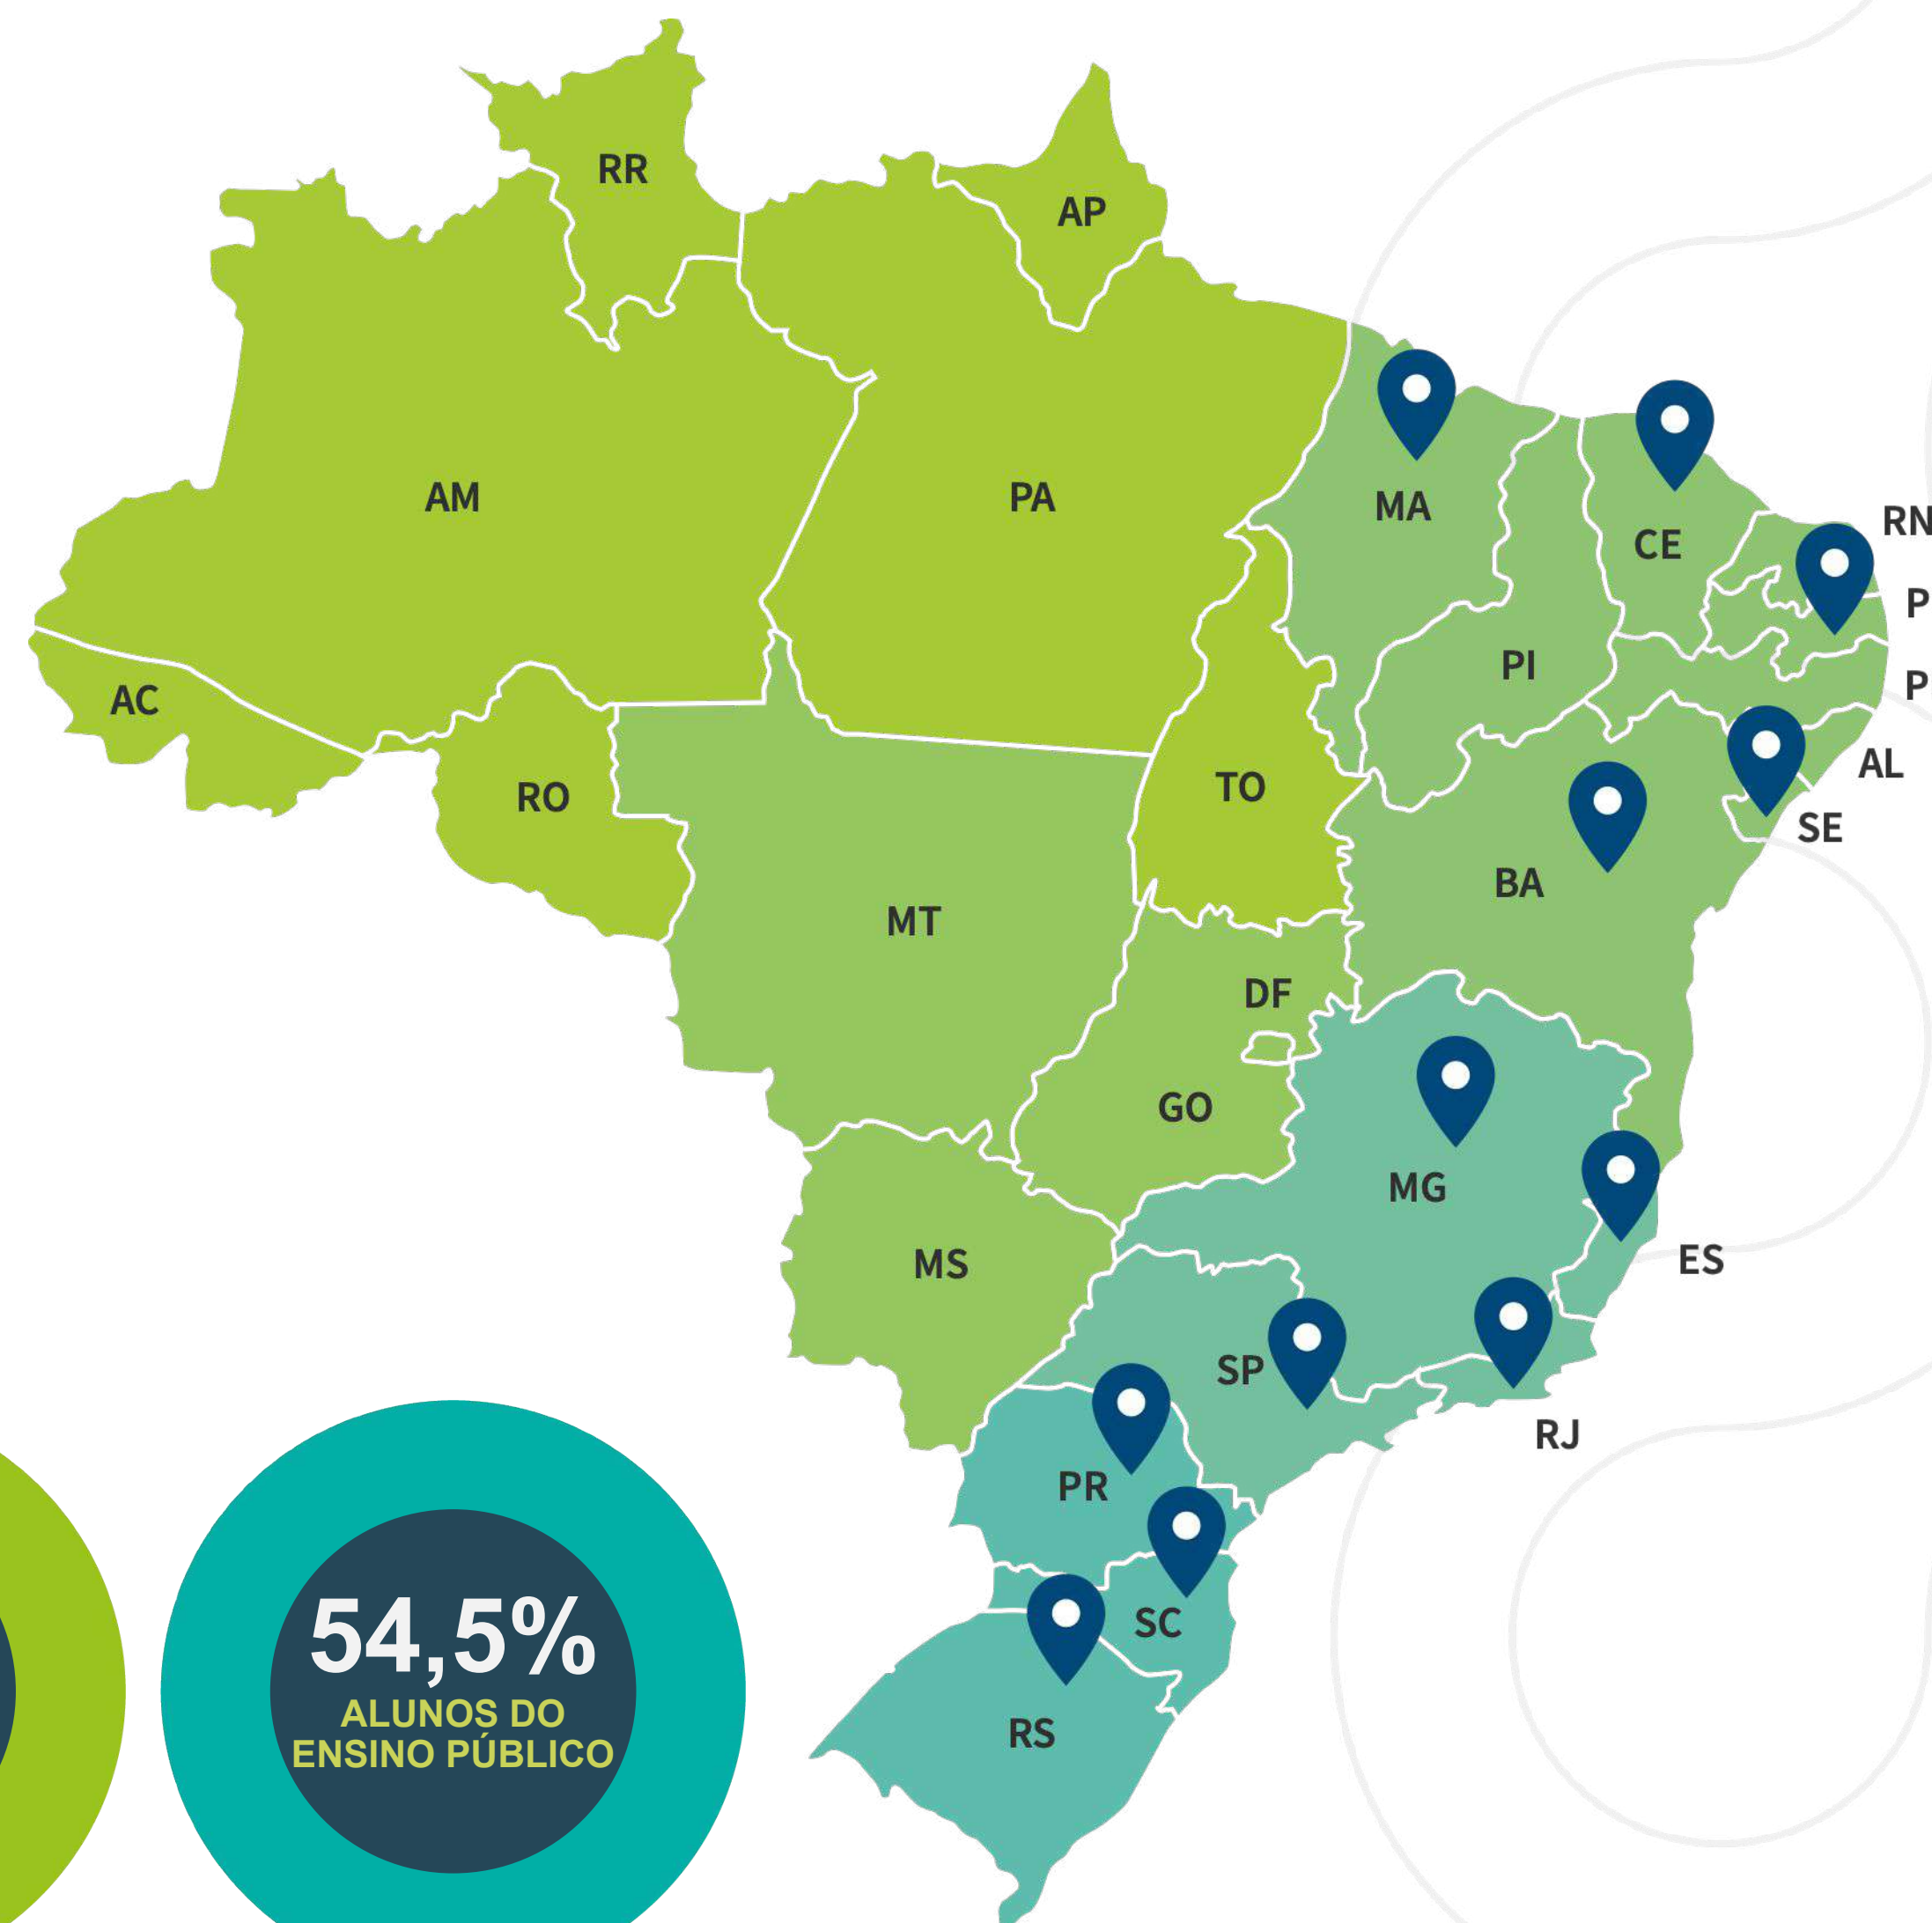 RR
AP
AM
PA
MA
CE
RN
P
PI
P
AC
AL
RO
TO
SE
BA
MT
DF
GO
MG
MS
ES
SP
RJ
PR
SC
RS
54,5%
ALUNOS DO
ENSINO PÚBLICO